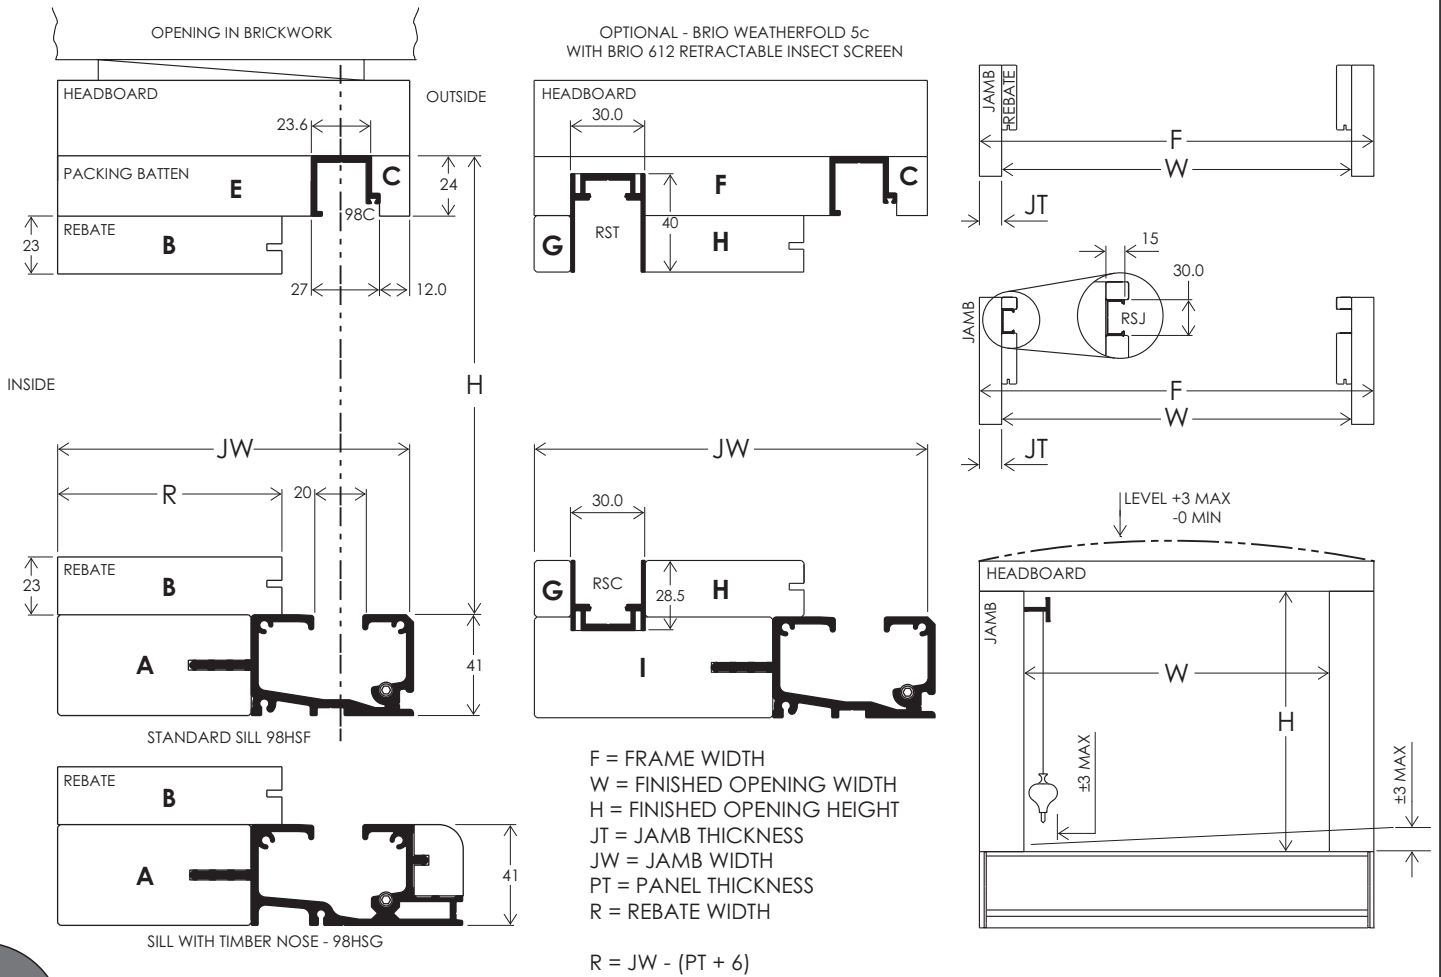 OPENING IN BRICKWORK
HEADBOARD
OUTSIDE
23.6
PACKING BATTEN
E
C
24
98C
REBATE
B
23
27
12.0
H
INSIDE
JW
R
20
REBATE
B
23
A
41
STANDARD SILL 98HSF
REBATE
B
A
41
SILL WITH TIMBER NOSE - 98HSG
OPTIONAL - BRIO WEATHERFOLD 5c
WITH BRIO 612 RETRACTABLE INSECT SCREEN
HEADBOARD
30.0
F
C
40
G
RST
H
JW
30.0
G
RSC
H
28.5
I
F = FRAME WIDTH
W = FINISHED OPENING WIDTH
H = FINISHED OPENING HEIGHT
JT = JAMB THICKNESS
JW = JAMB WIDTH
PT = PANEL THICKNESS
R = REBATE WIDTH
R = JW - (PT + 6)
JAMB
REBATE
F
W
JT
15
30.0
RSJ
JAMB
F
W
JT
LEVEL +3 MAX
-0 MIN
HEADBOARD
JAMB
W
H
±3 MAX
±3 MAX